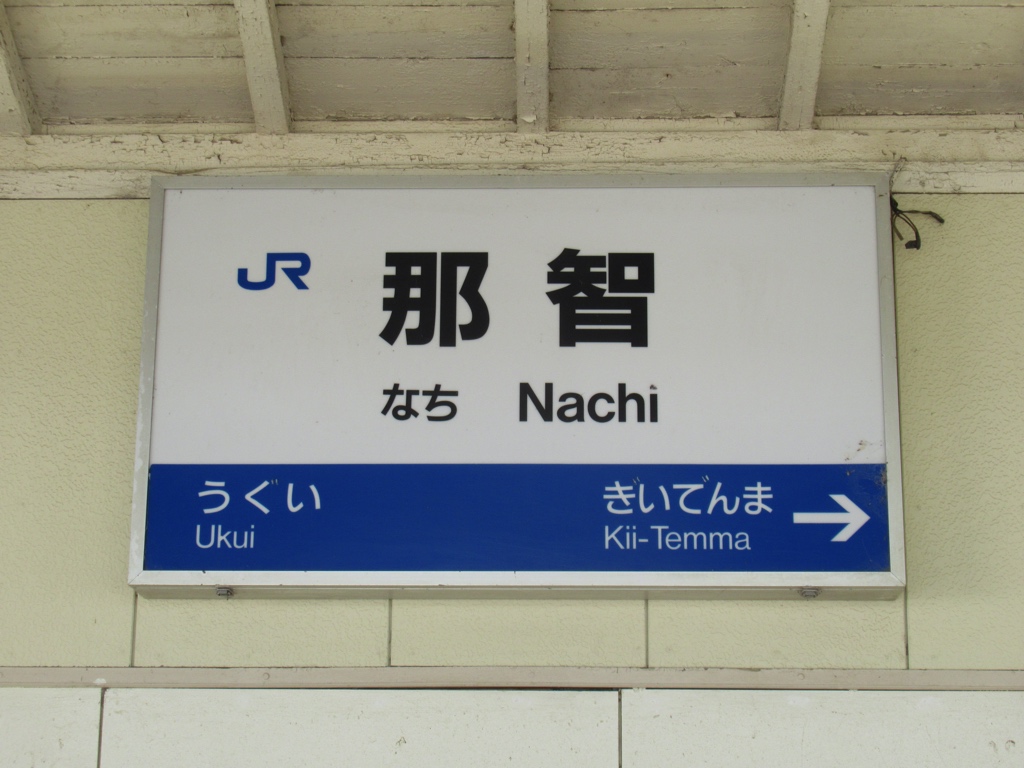 JR 那智
なち Nachi
うぐい
Ukui
きいてんま
Kii-Temma